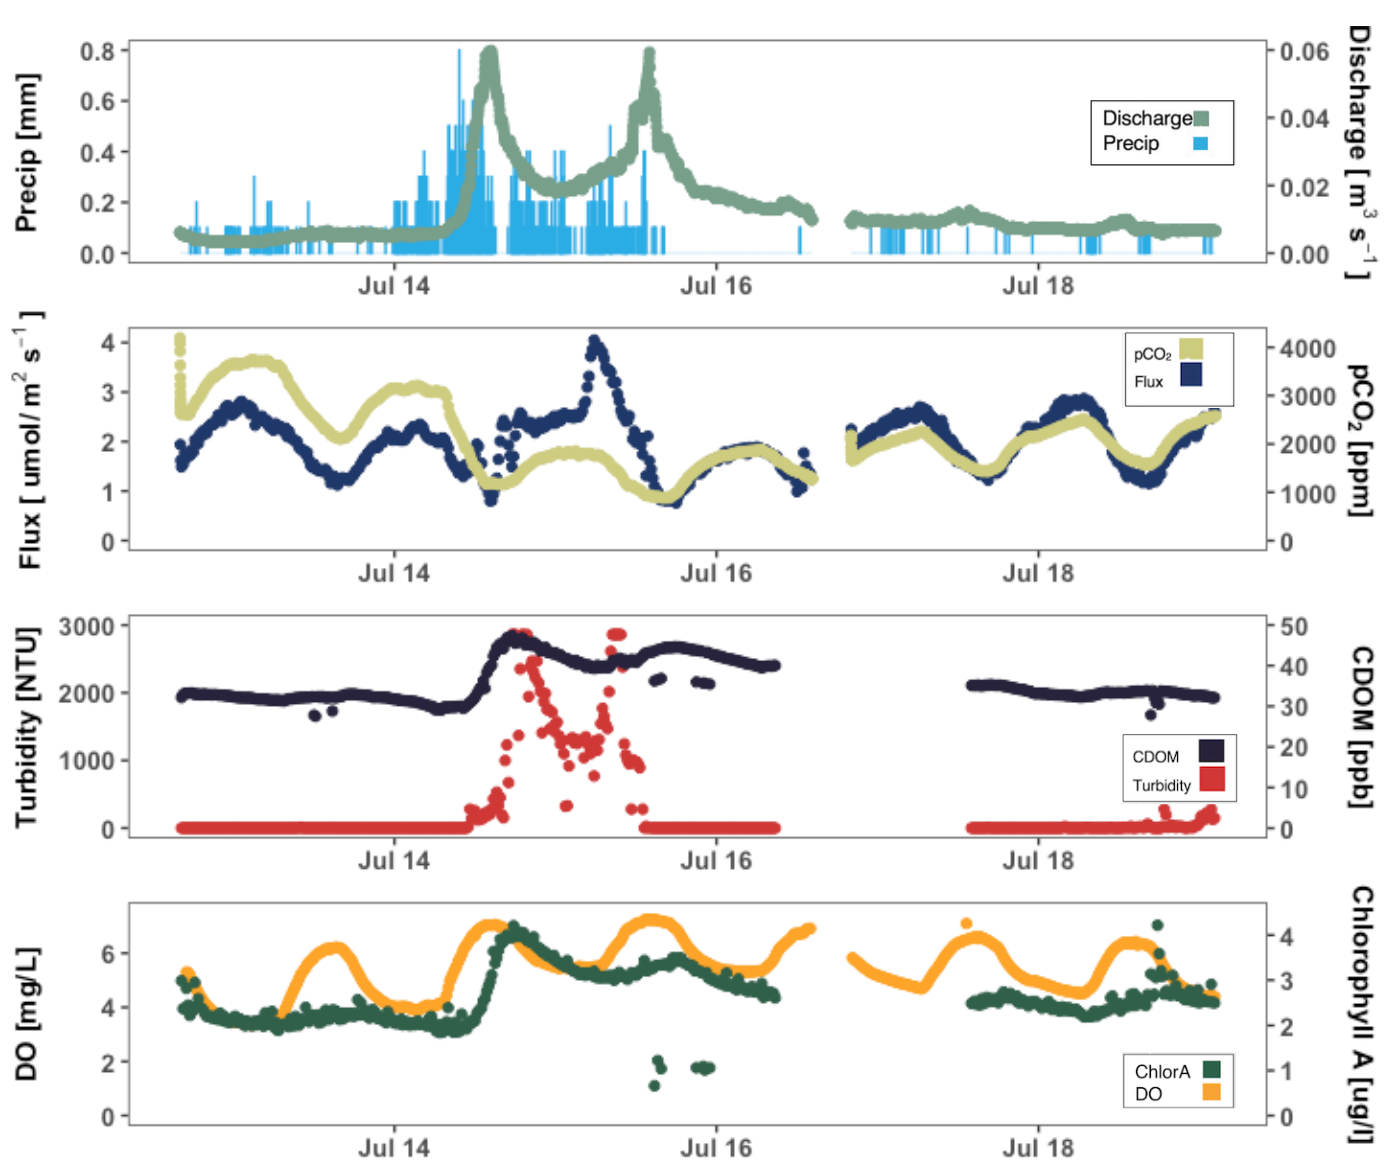 Precip [mm]
0.8
0.6
0.4
0.2
0.0
Discharge
Precip
0.06
0.04
0.02
0.00
Discharge [ m³ s⁻¹ ]
Jul 14
Jul 16
Jul 18
Flux [ umol/ m² s⁻¹ ]
4
3
2
1
0
pCO₂
Flux
4000
3000
2000
1000
0
pCO₂ [ppm]
Jul 14
Jul 16
Jul 18
Turbidity [NTU]
3000
2000
1000
0
CDOM
Turbidity
50
40
30
20
10
0
CDOM [ppb]
Jul 14
Jul 16
Jul 18
DO [mg/L]
6
4
2
0
ChlorA
DO
4
3
2
1
0
Chlorophyll A [ug/l]
Jul 14
Jul 16
Jul 18